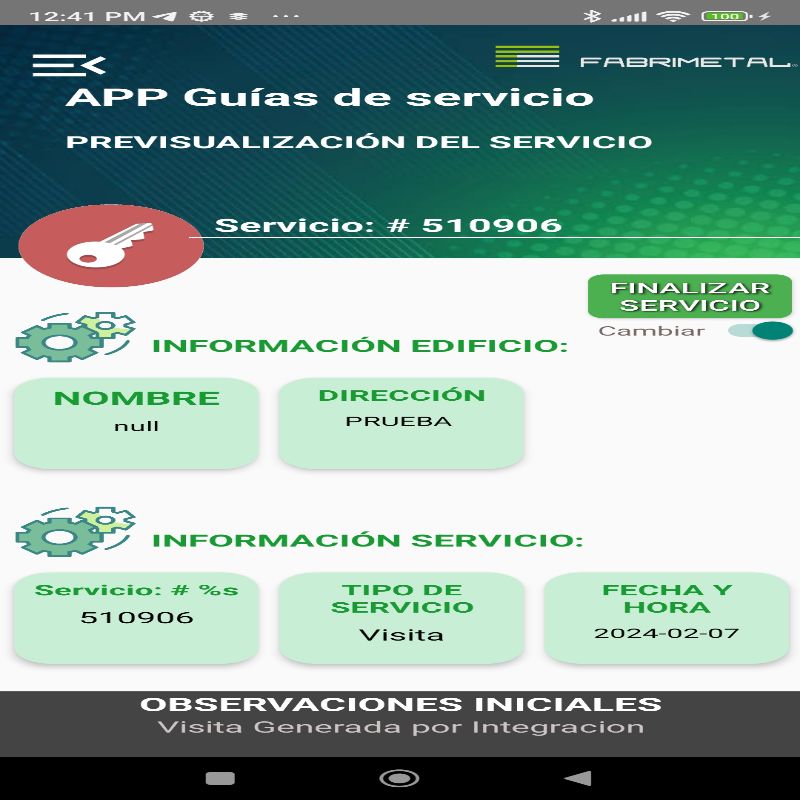 12:41 PM
100
FABRIMETAL
APP Guías de servicio
PREVISUALIZACIÓN DEL SERVICIO
Servicio: # 510906
FINALIZAR
SERVICIO
Cambiar
INFORMACIÓN EDIFICIO:
NOMBRE
null
DIRECCIÓN
PRUEBA
INFORMACIÓN SERVICIO:
Servicio: # %s
510906
TIPO DE
SERVICIO
Visita
FECHA Y
HORA
2024-02-07
OBSERVACIONES INICIALES
Visita Generada por Integracion